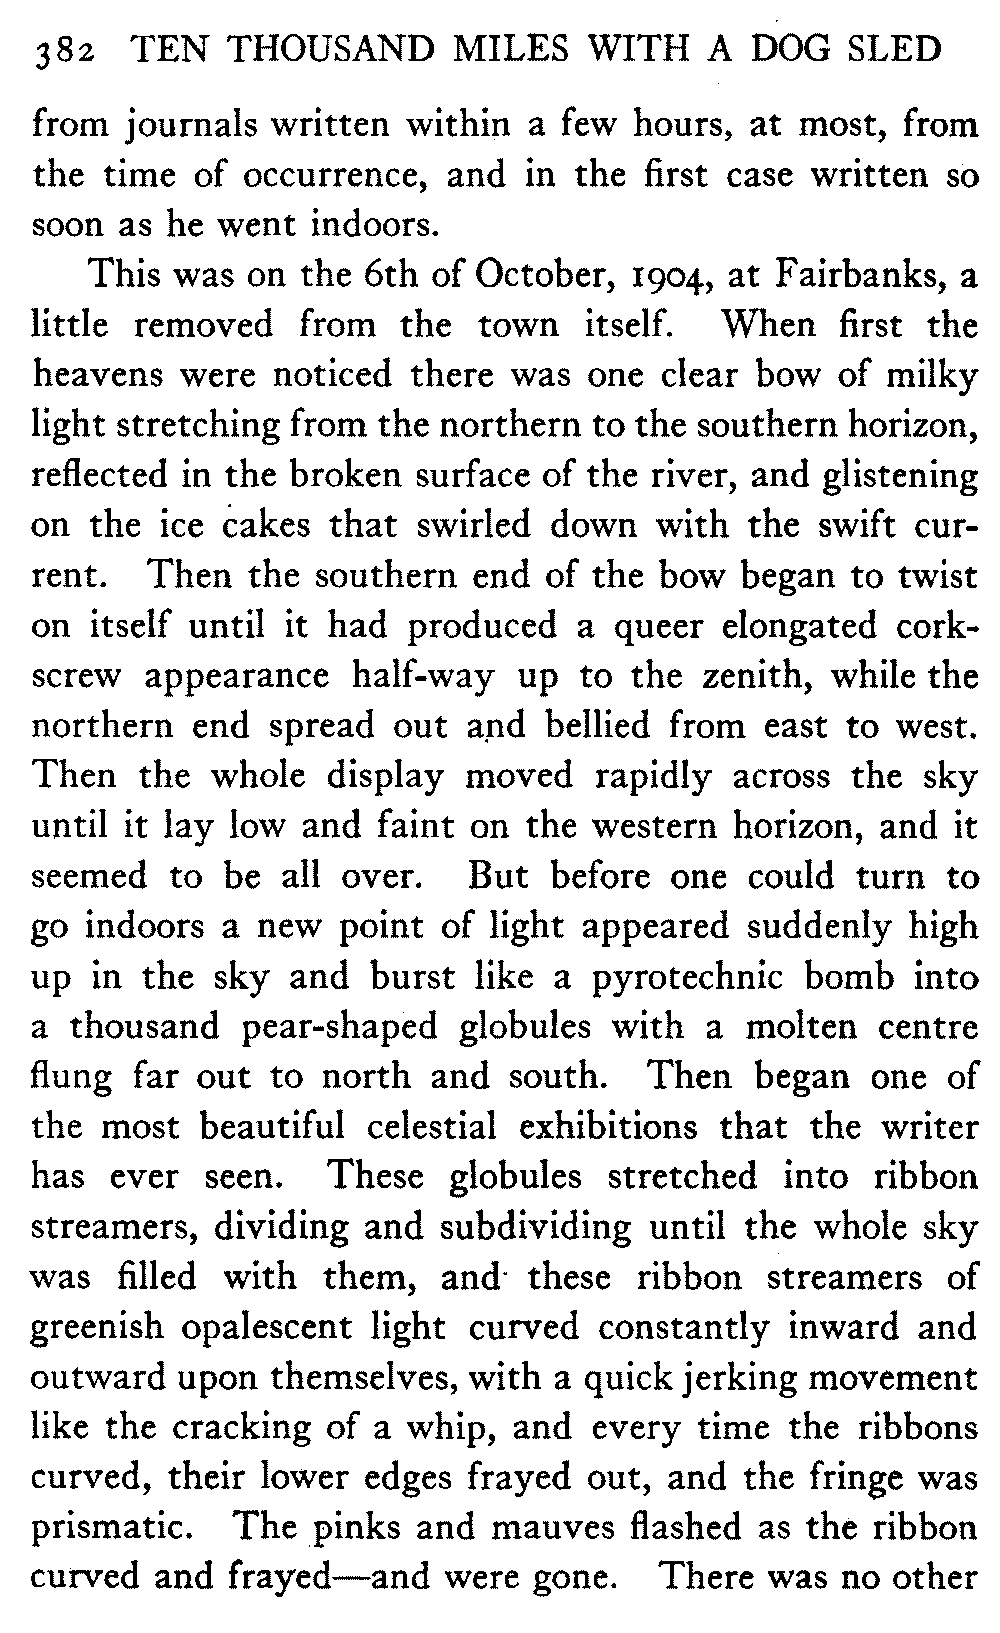 382 TEN THOUSAND MILES WITH A DOG SLED
from journals written within a few hours, at most, from
the time of occurrence, and in the first case written so
soon as he went indoors.
This was on the 6th of October, 1904, at Fairbanks, a
little removed from the town itself. When first the
heavens were noticed there was one clear bow of milky
light stretching from the northern to the southern horizon,
reflected in the broken surface of the river, and glistening
on the ice cakes that swirled down with the swift cur-
rent. Then the southern end of the bow began to twist
on itself until it had produced a queer elongated cork-
screw appearance half-way up to the zenith, while the
northern end spread out and bellied from east to west.
Then the whole display moved rapidly across the sky
until it lay low and faint on the western horizon, and it
seemed to be all over. But before one could turn to
go indoors a new point of light appeared suddenly high
up in the sky and burst like a pyrotechnic bomb into
a thousand pear-shaped globules with a molten centre
flung far out to north and south. Then began one of
the most beautiful celestial exhibitions that the writer
has ever seen. These globules stretched into ribbon
streamers, dividing and subdividing until the whole sky
was filled with them, and these ribbon streamers of
greenish opalescent light curved constantly inward and
outward upon themselves, with a quick jerking movement
like the cracking of a whip, and every time the ribbons
curved, their lower edges frayed out, and the fringe was
prismatic. The pinks and mauves flashed as the ribbon
curved and frayed—and were gone. There was no other